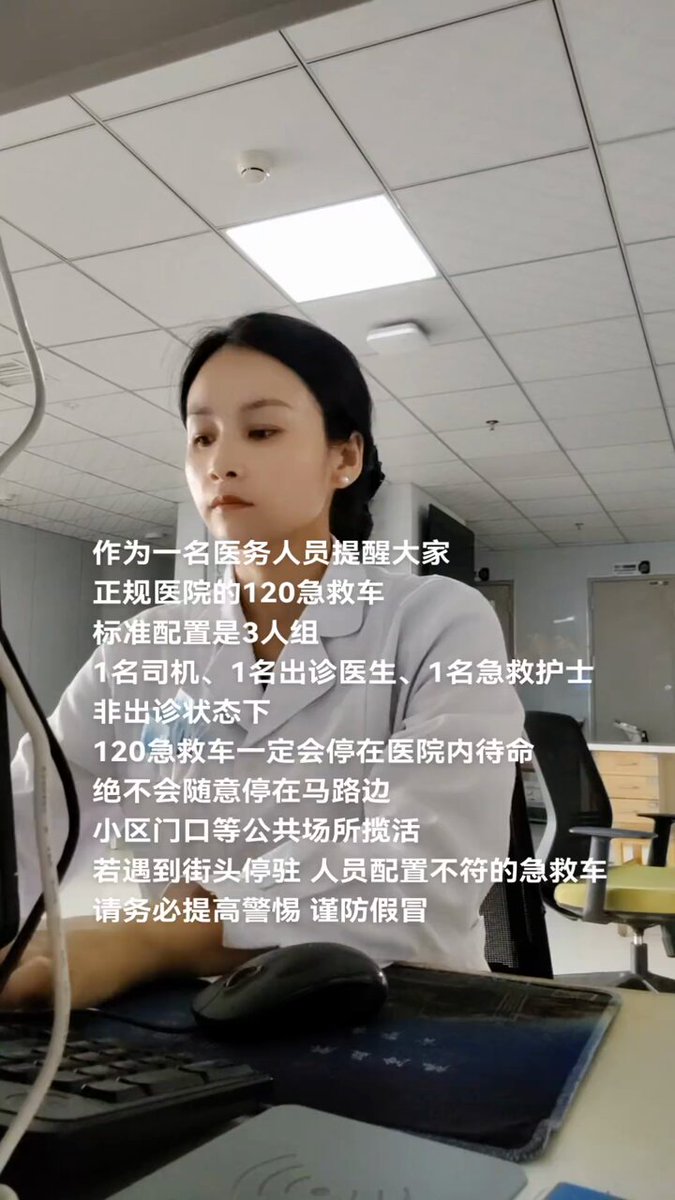 作为一名医务人员提醒大家
正规医院的120急救车
标准配置是3人组
1名司机、1名出诊医生、1名急救护士
非出诊状态下
120急救车一定会停在医院内待命
绝不会随意停在马路边
小区门口等公共场所揽活
若遇到街头停驻 人员配置不符的急救车
请务必提高警惕 谨防假冒